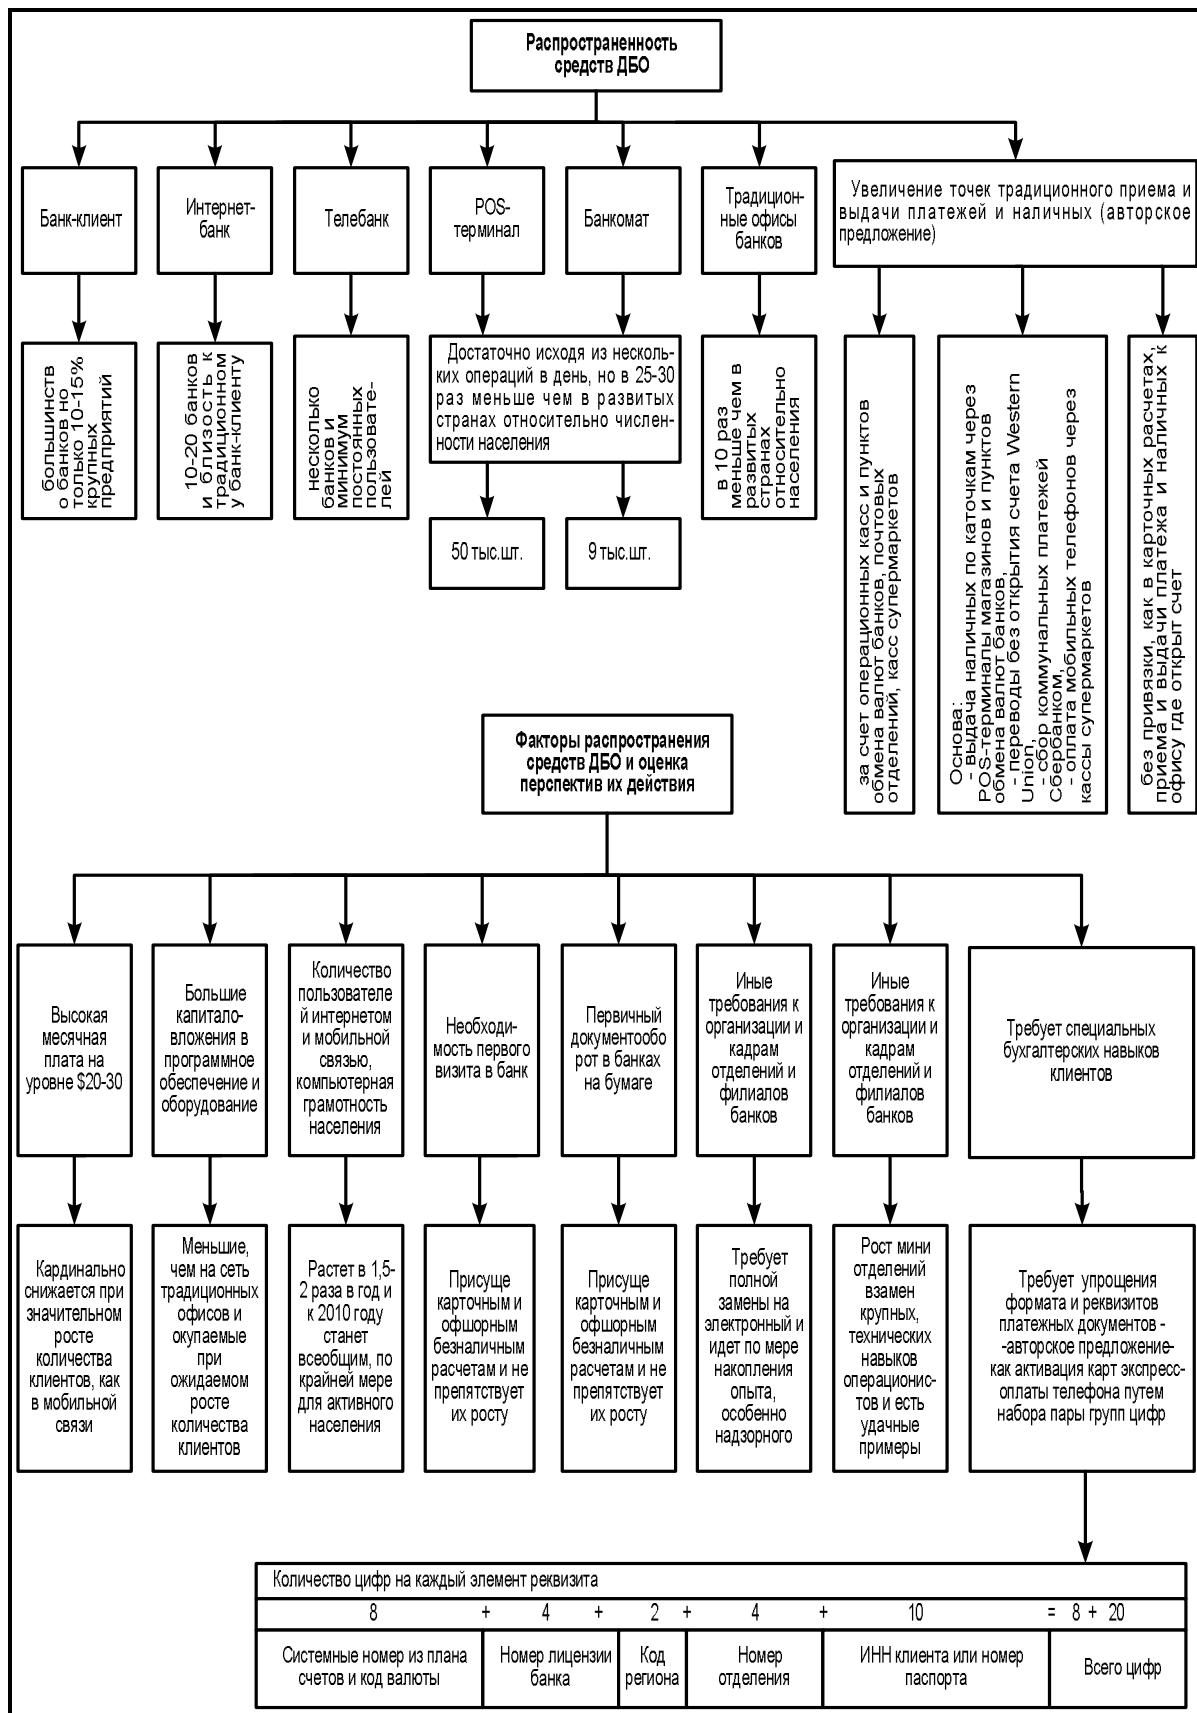 Распространенность
средств ДБО
Банк-клиент
Интернет-
банк
Телебанк
POS-
терминал
Банкомат
Традицион-
ные офисы
банков
Увеличение точек традиционного приема и
выдачи платежей и наличных (авторское
предложение)
большинств
о банков но
только 10-15%
крупных
предприятий
10-20 банков
и близость к
традиционном
у банк-клиенту
несколько
банков и
минимум
постоянных
пользовате-
лей
Достаточно исходя из несколь-
ких операций в день, но в 25-30
раз меньше чем в развитых
странах относительно числен-
ности населения
50 тыс.шт.
9 тыс.шт.
в 10 раз
меньше чем в
развитых
странах
относительно
населения
за счет операционных касс и пунктов
обмена валют банков, почтовых
отделений, касс супермаркетов
Основа:
- выдача наличных по каточкам через
POS-терминалы магазинов и пунктов
обмена валют банков,
- переводы без открытия счета Western
Union,
- сбор коммунальных платежей
Сбербанком,
- оплата мобильных телефонов через
кассы супермаркетов
без привязки, как в карточных расчетах,
приема и выдачи платежа и наличных к
офису где открыт счет
Факторы распространения
средств ДБО и оценка
перспектив их действия
Высокая
месячная
плата на
уровне $20-30
Большие
капитало-
вложения в
программное
обеспечение и
оборудование
Количество
пользователе
й интернетом
и мобильной
связью,
компьютерная
грамотность
населения
Необходи-
мость первого
визита в банк
Первичный
документообо
рот в банках
на бумаге
Иные
требования к
организации и
кадрам
отделений и
филиалов
банков
Иные
требования к
организации и
кадрам
отделений и
филиалов
банков
Требует специальных
бухгалтерских навыков
клиентов
Кардинально
снижается при
значительном
росте
количества
клиентов, как
в мобильной
связи
Меньшие,
чем на сеть
традиционных
офисов и
окупаемые
при
ожидаемом
росте
количества
клиентов
Растет в 1,5-
2 раза в год и
к 2010 году
станет
всеобщим, по
крайней мере
для активного
населения
Присуще
карточным и
офшорным
безналичным
расчетам и не
препятствует
их росту
Присуще
карточным и
офшорным
безналичным
расчетам и не
препятствует
их росту
Требует
полной
замены на
электронный и
идет по мере
накопления
опыта,
особенно
надзорного
Рост мини
отделений
взамен
крупных,
технических
навыков
операционис-
тов и есть
удачные
примеры
Требует упрощения
формата и реквизитов
платежных документов -
-авторское предложение-
как активация карт экспресс-
оплаты телефона путем
набора пары групп цифр
Количество цифр на каждый элемент реквизита
8 + 4 + 2 + 4 + 10 = 8 + 20
Системные номер из плана
счетов и код валюты
Номер лицензии
банка
Код
региона
Номер
отделения
ИНН клиента или номер
паспорта
Всего цифр